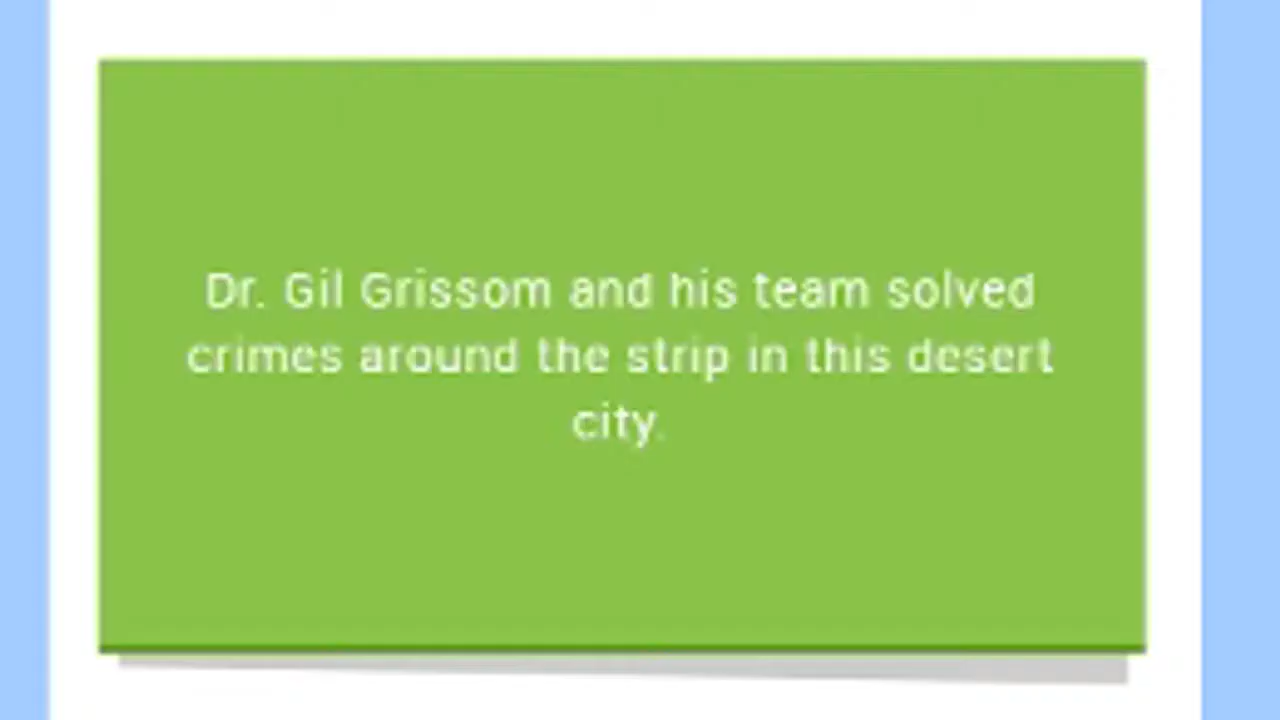 Dr. Gil Grissom and his team solved
crimes around the strip in this desert
city.